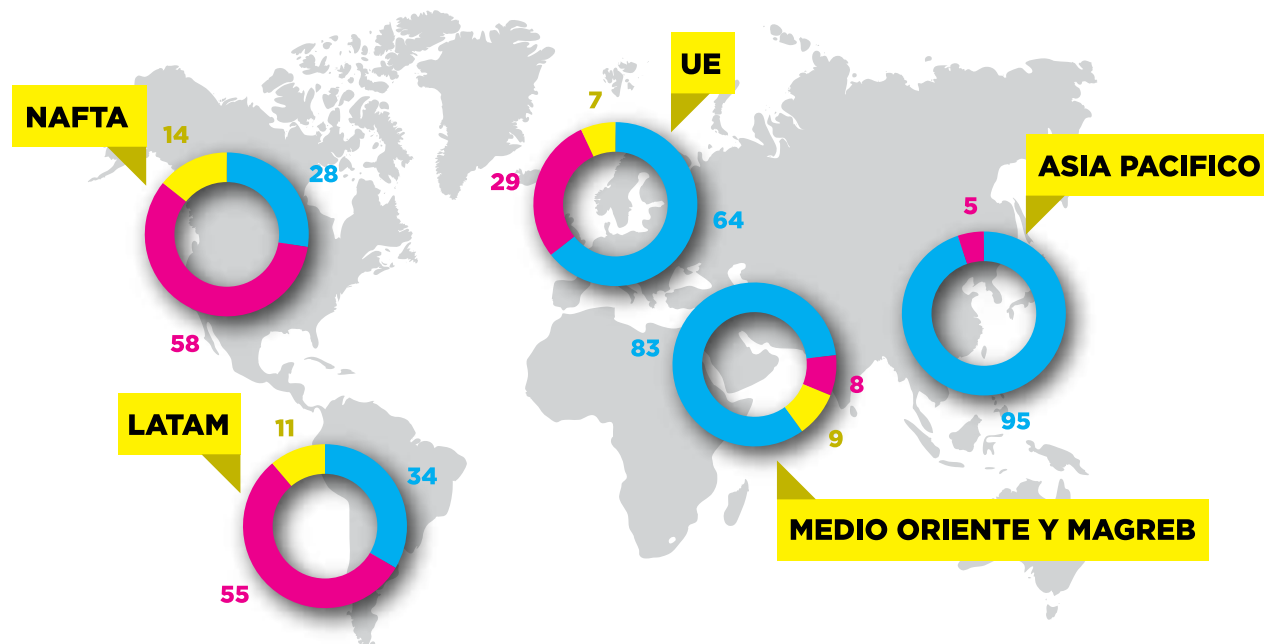 NAFTA
14
28
58
UE
7
29
64
ASIA PACIFICO
5
95
83
8
9
MEDIO ORIENTE Y MAGREB
LATAM
11
34
55